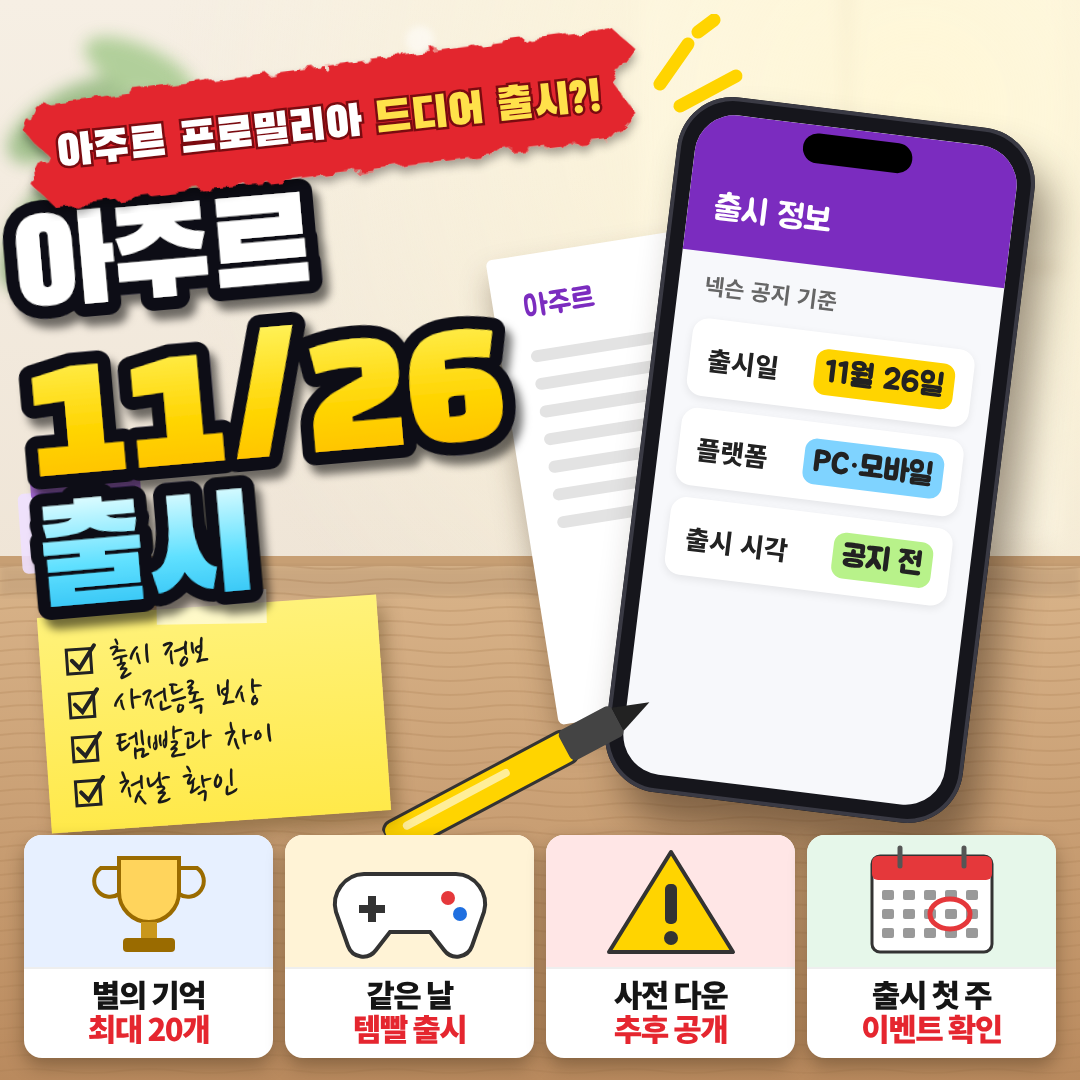 아주르 프로밀리아 드디어 출시?!
아주르
11/26
출시
아주르
출시 정보
넥슨 공지 기준
출시일 11월 26일
플랫폼 PC·모바일
출시 시각 공지 전
출시 정보
사전등록 보상
템빨과 차이
첫날 확인
별의 기억
최대 20개
같은 날
템빨 출시
사전 다운
추후 공개
출시 첫 주
이벤트 확인